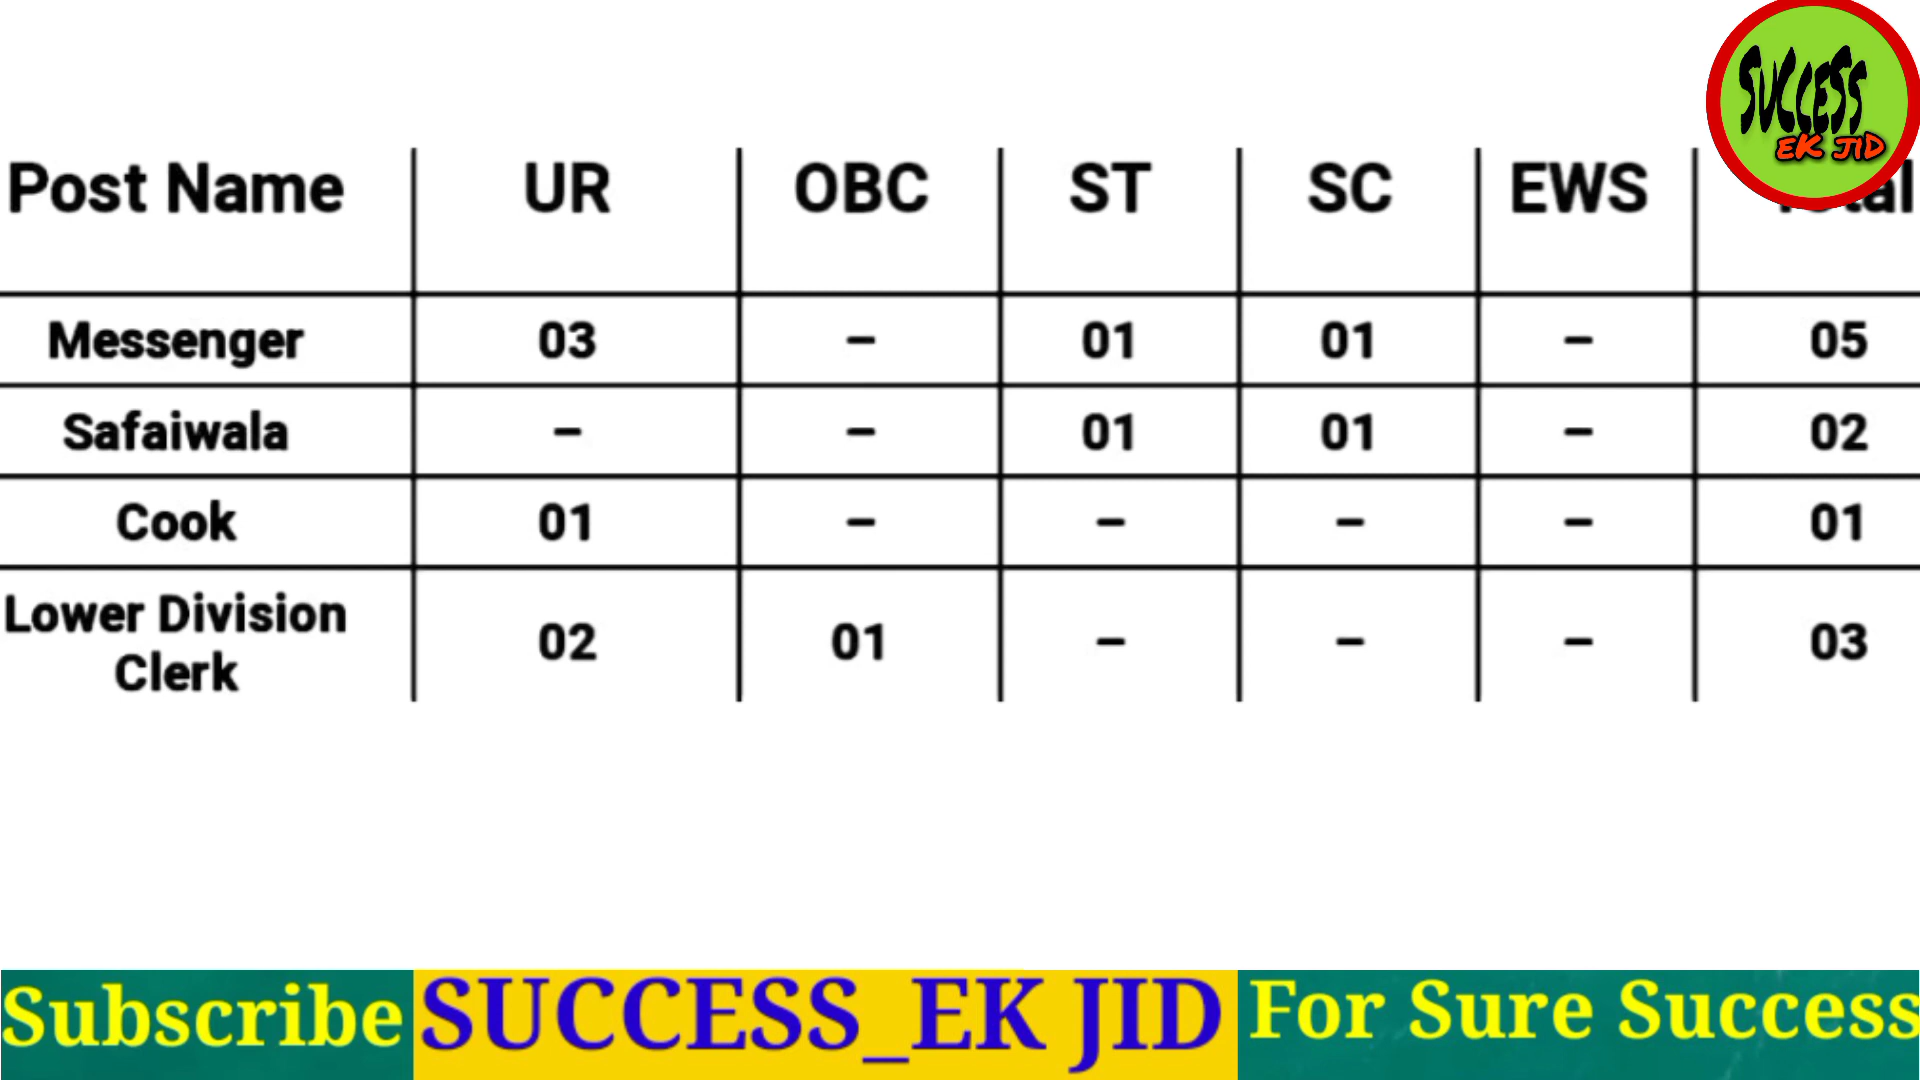 SUCCESS
EK JID
Post Name UR OBC ST SC EWS
Messenger 03 – 01 01 – 05
Safaiwala – – 01 01 – 02
Cook 01 – – – – 01
Lower Division
Clerk 02 01 – – – 03
Subscribe SUCCESS_EK JID For Sure Success